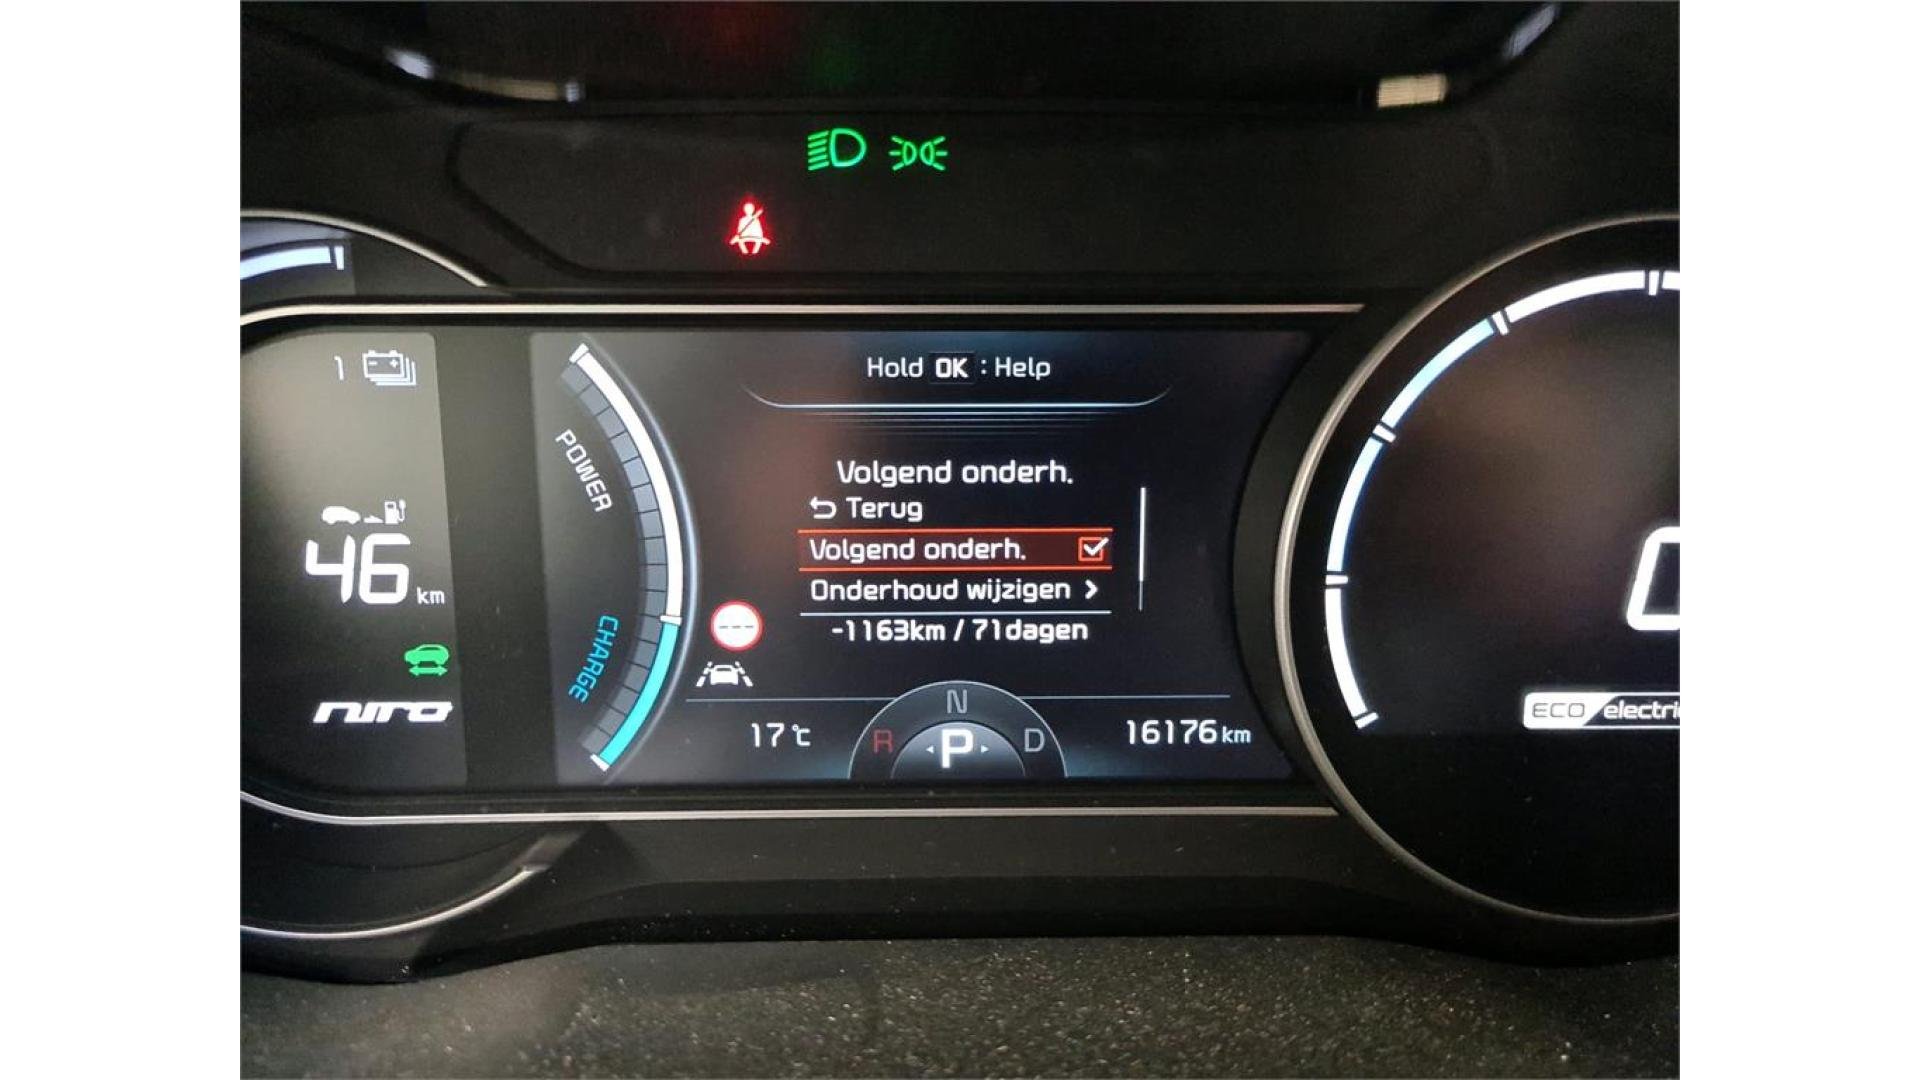 Hold OK : Help
1
POWER
Volgend onderh.
Terug
Volgend onderh.
Onderhoud wijzigen >
-1163km / 71dagen
46 km
CHARGE
niro
N
R P D
17℃
16176 km
ECO electri